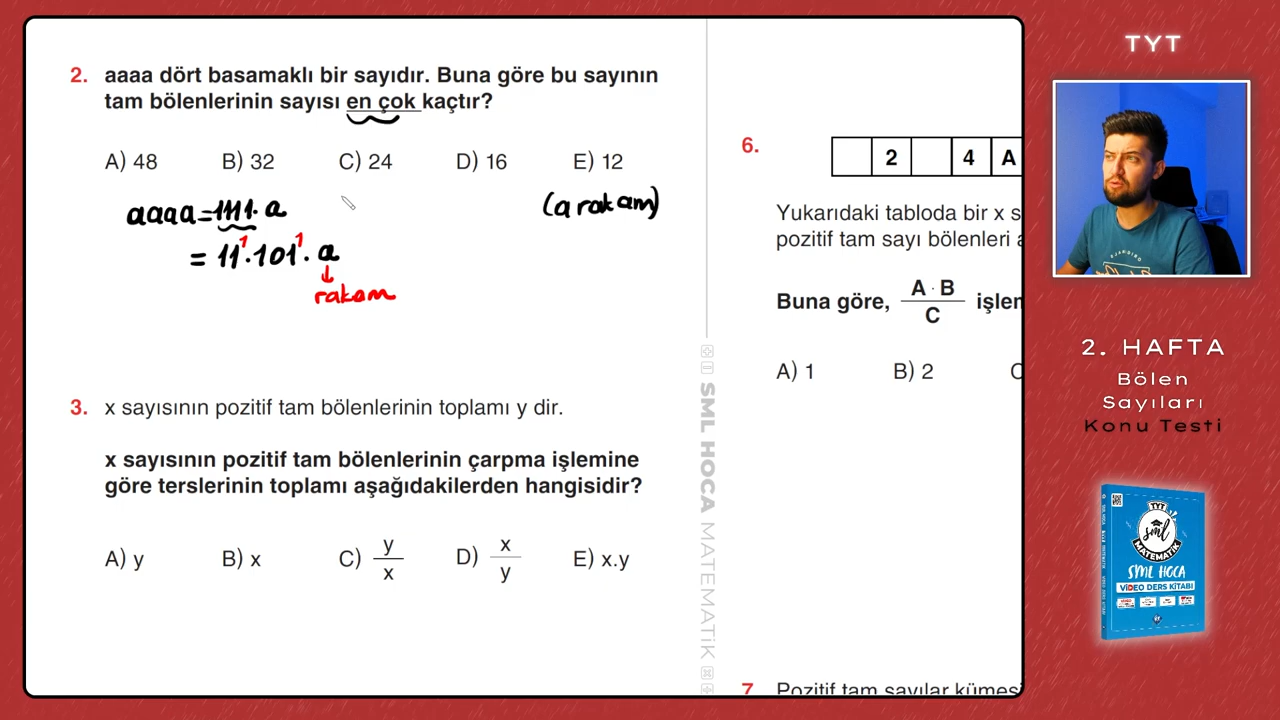 2. aaaa dört basamaklı bir sayıdır. Buna göre bu sayının
tam bölenlerinin sayısı en çok kaçtır?
A) 48 B) 32 C) 24 D) 16 E) 12
aaaa=1111.a
(a rakam)
= 11¹.101¹.a
rakam
3. x sayısının pozitif tam bölenlerinin toplamı y dir.
x sayısının pozitif tam bölenlerinin çarpma işlemine
göre terslerinin toplamı aşağıdakilerden hangisidir?
A) y B) x C) y/x D) x/y E) x.y
SML HOCA MATEMATİK
6.
2 4 A
Yukarıdaki tabloda bir x s
pozitif tam sayı bölenleri a
Buna göre, A · B / C işlem
A) 1 B) 2 C
7 Pozitif tam sayılar kümesi
TYT
2. HAFTA
Bölen
Sayıları
Konu Testi
TYT
sml
MATEMATİK
SML HOCA
VİDEO DERS KİTABI